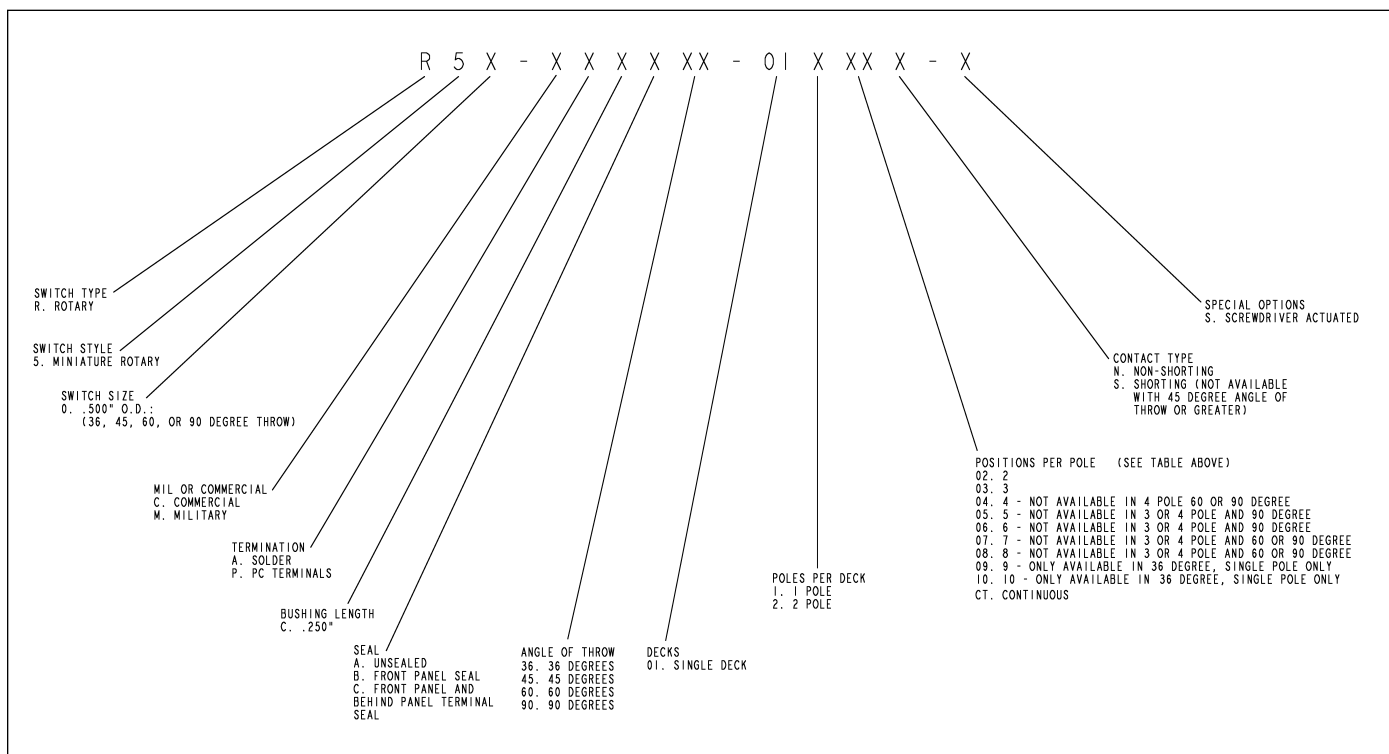 R 5 X - X X X X XX - 01 X XX X - X
SWITCH TYPE
R. ROTARY
SWITCH STYLE
5. MINIATURE ROTARY
SWITCH SIZE
0. .500" O.D.:
(36, 45, 60, OR 90 DEGREE THROW)
MIL OR COMMERCIAL
C. COMMERCIAL
M. MILITARY
TERMINATION
A. SOLDER
P. PC TERMINALS
BUSHING LENGTH
C. .250"
SEAL
A. UNSEALED
B. FRONT PANEL SEAL
C. FRONT PANEL AND
BEHIND PANEL TERMINAL
SEAL
ANGLE OF THROW
36. 36 DEGREES
45. 45 DEGREES
60. 60 DEGREES
90. 90 DEGREES
DECKS
01. SINGLE DECK
POLES PER DECK
1. 1 POLE
2. 2 POLE
POSITIONS PER POLE (SEE TABLE ABOVE)
02. 2
03. 3
04. 4 - NOT AVAILABLE IN 4 POLE 60 OR 90 DEGREE
05. 5 - NOT AVAILABLE IN 3 OR 4 POLE AND 90 DEGREE
06. 6 - NOT AVAILABLE IN 3 OR 4 POLE AND 90 DEGREE
07. 7 - NOT AVAILABLE IN 3 OR 4 POLE AND 60 OR 90 DEGREE
08. 8 - NOT AVAILABLE IN 3 OR 4 POLE AND 60 OR 90 DEGREE
09. 9 - ONLY AVAILABLE IN 36 DEGREE, SINGLE POLE ONLY
10. 10 - ONLY AVAILABLE IN 36 DEGREE, SINGLE POLE ONLY
CT. CONTINUOUS
CONTACT TYPE
N. NON-SHORTING
S. SHORTING (NOT AVAILABLE
WITH 45 DEGREE ANGLE OF
THROW OR GREATER)
SPECIAL OPTIONS
S. SCREWDRIVER ACTUATED